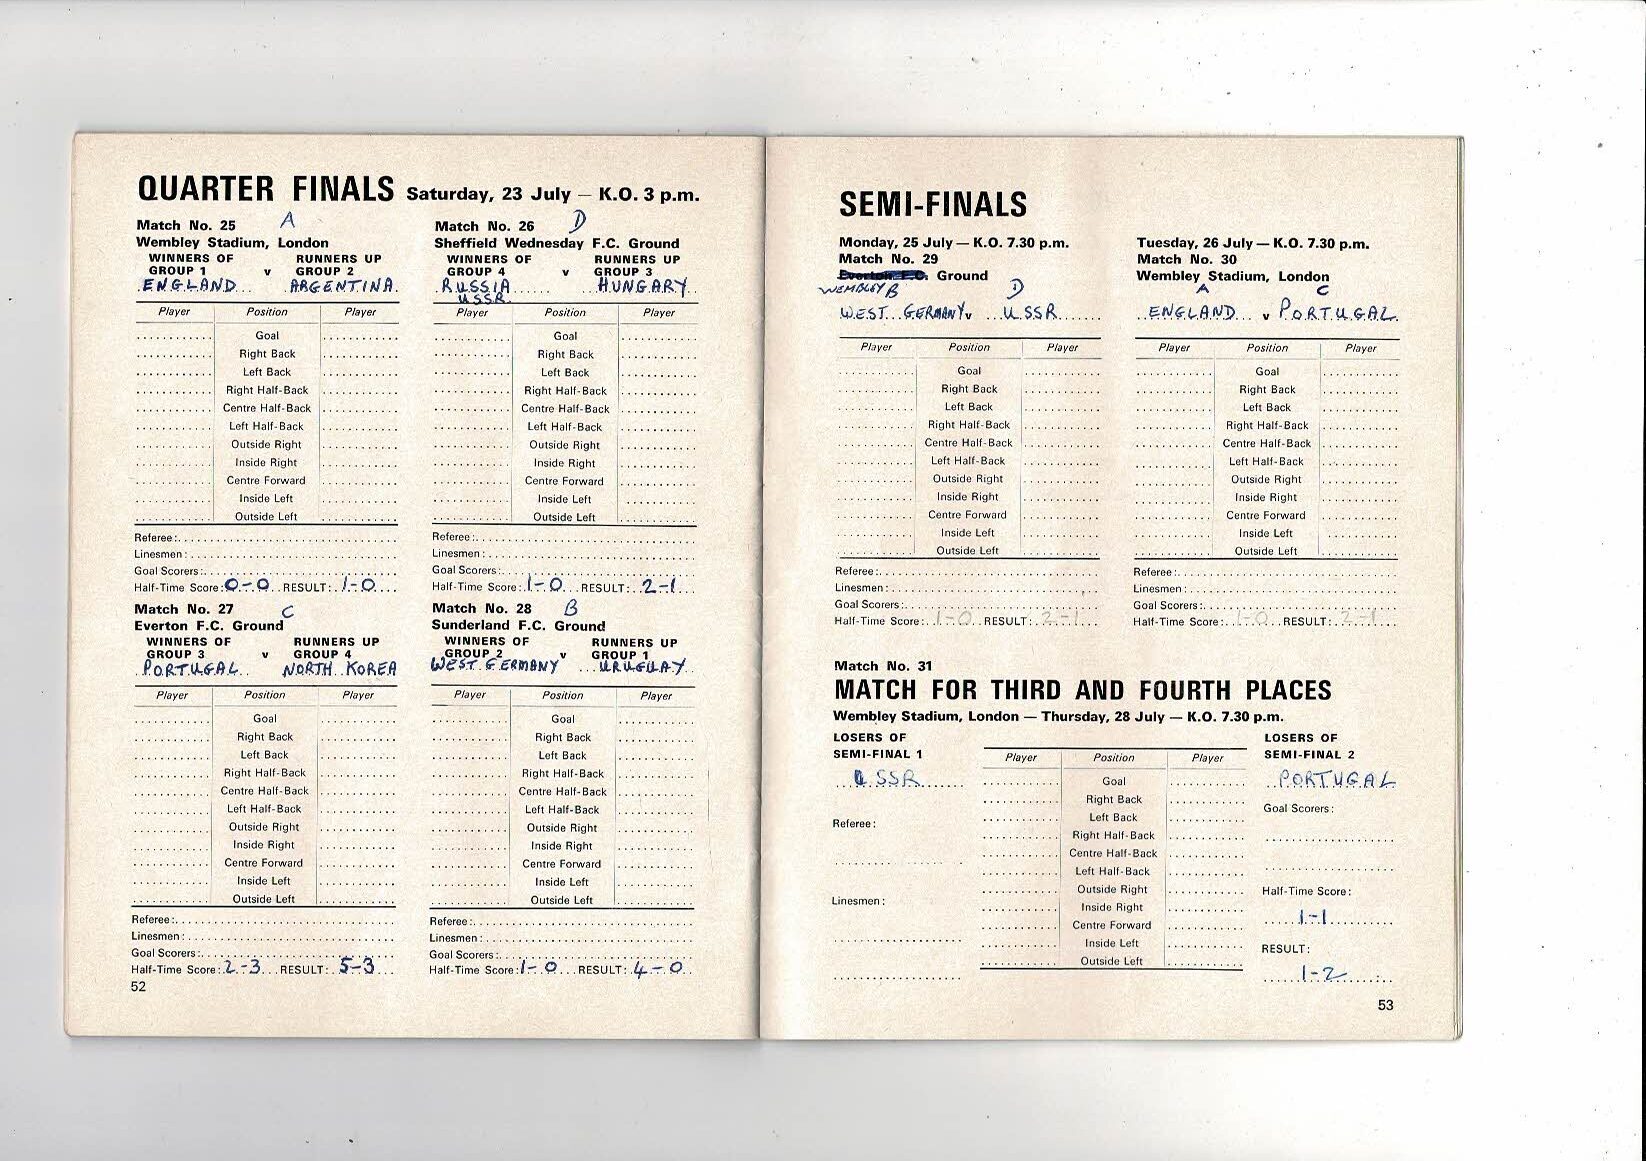 QUARTER FINALS Saturday, 23 July — K.O. 3 p.m.
Match No. 25 A
Wembley Stadium, London
WINNERS OF RUNNERS UP
GROUP 1 v GROUP 2
ENGLAND ARGENTINA
Player Position Player
Goal
Right Back
Left Back
Right Half-Back
Centre Half-Back
Left Half-Back
Outside Right
Inside Right
Centre Forward
Inside Left
Outside Left
Referee:
Linesmen:
Goal Scorers:
Half-Time Score: 0-0 RESULT: 1-0
Match No. 26 D
Sheffield Wednesday F.C. Ground
WINNERS OF RUNNERS UP
GROUP 4 v GROUP 3
RUSSIA HUNGARY
USSR
Player Position Player
Goal
Right Back
Left Back
Right Half-Back
Centre Half-Back
Left Half-Back
Outside Right
Inside Right
Centre Forward
Inside Left
Outside Left
Referee:
Linesmen:
Goal Scorers:
Half-Time Score: 1-0 RESULT: 2-1
Match No. 27 C
Everton F.C. Ground
WINNERS OF RUNNERS UP
GROUP 3 v GROUP 4
PORTUGAL NORTH KOREA
Player Position Player
Goal
Right Back
Left Back
Right Half-Back
Centre Half-Back
Left Half-Back
Outside Right
Inside Right
Centre Forward
Inside Left
Outside Left
Referee:
Linesmen:
Goal Scorers:
Half-Time Score: 2-3 RESULT: 5-3
52
Match No. 28 B
Sunderland F.C. Ground
WINNERS OF RUNNERS UP
GROUP 2 v GROUP 1
WEST GERMANY URUGUAY
Player Position Player
Goal
Right Back
Left Back
Right Half-Back
Centre Half-Back
Left Half-Back
Outside Right
Inside Right
Centre Forward
Inside Left
Outside Left
Referee:
Linesmen:
Goal Scorers:
Half-Time Score: 1-0 RESULT: 4-0
SEMI-FINALS
Monday, 25 July — K.O. 7.30 p.m.
Match No. 29
Everton F.C. Ground
WEMBLEY B D
WEST GERMANY v USSR
Player Position Player
Goal
Right Back
Left Back
Right Half-Back
Centre Half-Back
Left Half-Back
Outside Right
Inside Right
Centre Forward
Inside Left
Outside Left
Referee:
Linesmen:
Goal Scorers:
Half-Time Score: 1-0 RESULT: 2-1
Tuesday, 26 July — K.O. 7.30 p.m.
Match No. 30
Wembley Stadium, London
A C
ENGLAND v PORTUGAL
Player Position Player
Goal
Right Back
Left Back
Right Half-Back
Centre Half-Back
Left Half-Back
Outside Right
Inside Right
Centre Forward
Inside Left
Outside Left
Referee:
Linesmen:
Goal Scorers:
Half-Time Score: 1-0 RESULT: 2-1
Match No. 31
MATCH FOR THIRD AND FOURTH PLACES
Wembley Stadium, London — Thursday, 28 July — K.O. 7.30 p.m.
LOSERS OF
SEMI-FINAL 1
USSR
Referee:
Linesmen:
Player Position Player
Goal
Right Back
Left Back
Right Half-Back
Centre Half-Back
Left Half-Back
Outside Right
Inside Right
Centre Forward
Inside Left
Outside Left
LOSERS OF
SEMI-FINAL 2
PORTUGAL
Goal Scorers:
Half-Time Score:
1-1
RESULT:
1-2
53